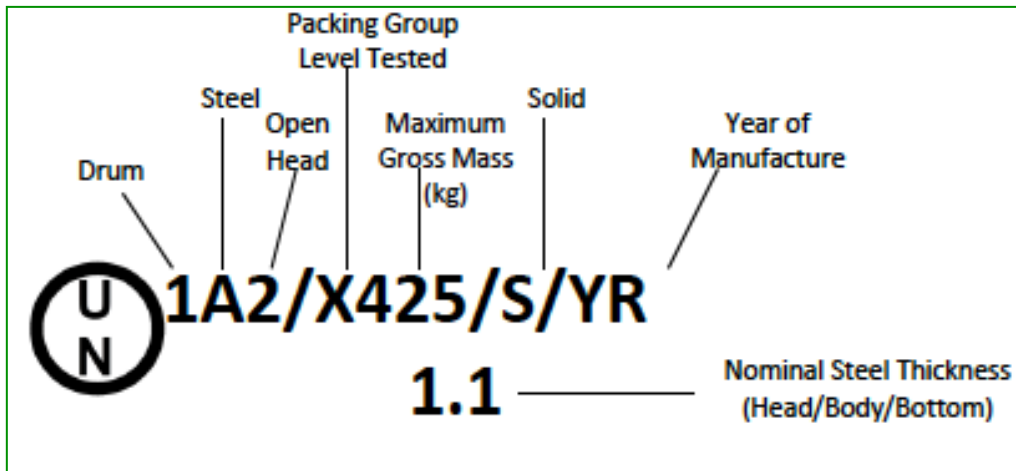 Packing Group
Level Tested
Steel
Solid
Open
Head
Maximum
Gross Mass
(kg)
Year of
Manufacture
Drum
U
N
1A2/X425/S/YR
1.1
Nominal Steel Thickness
(Head/Body/Bottom)